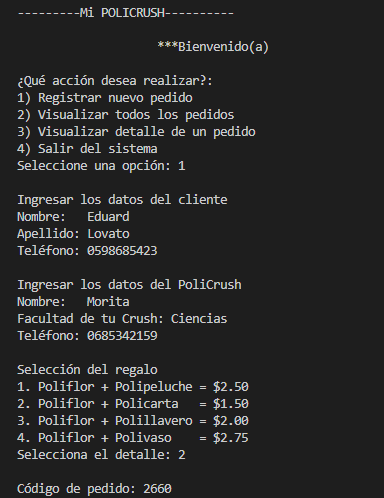 ---------Mi POLICRUSH----------
***Bienvenido(a)
¿Qué acción desea realizar?:
1) Registrar nuevo pedido
2) Visualizar todos los pedidos
3) Visualizar detalle de un pedido
4) Salir del sistema
Seleccione una opción: 1
Ingresar los datos del cliente
Nombre:   Eduard
Apellido: Lovato
Teléfono: 0598685423
Ingresar los datos del PoliCrush
Nombre:   Morita
Facultad de tu Crush: Ciencias
Teléfono: 0685342159
Selección del regalo
1. Poliflor + Polipeluche = $2.50
2. Poliflor + Policarta   = $1.50
3. Poliflor + Polillavero = $2.00
4. Poliflor + Polivaso    = $2.75
Selecciona el detalle: 2
Código de pedido: 2660